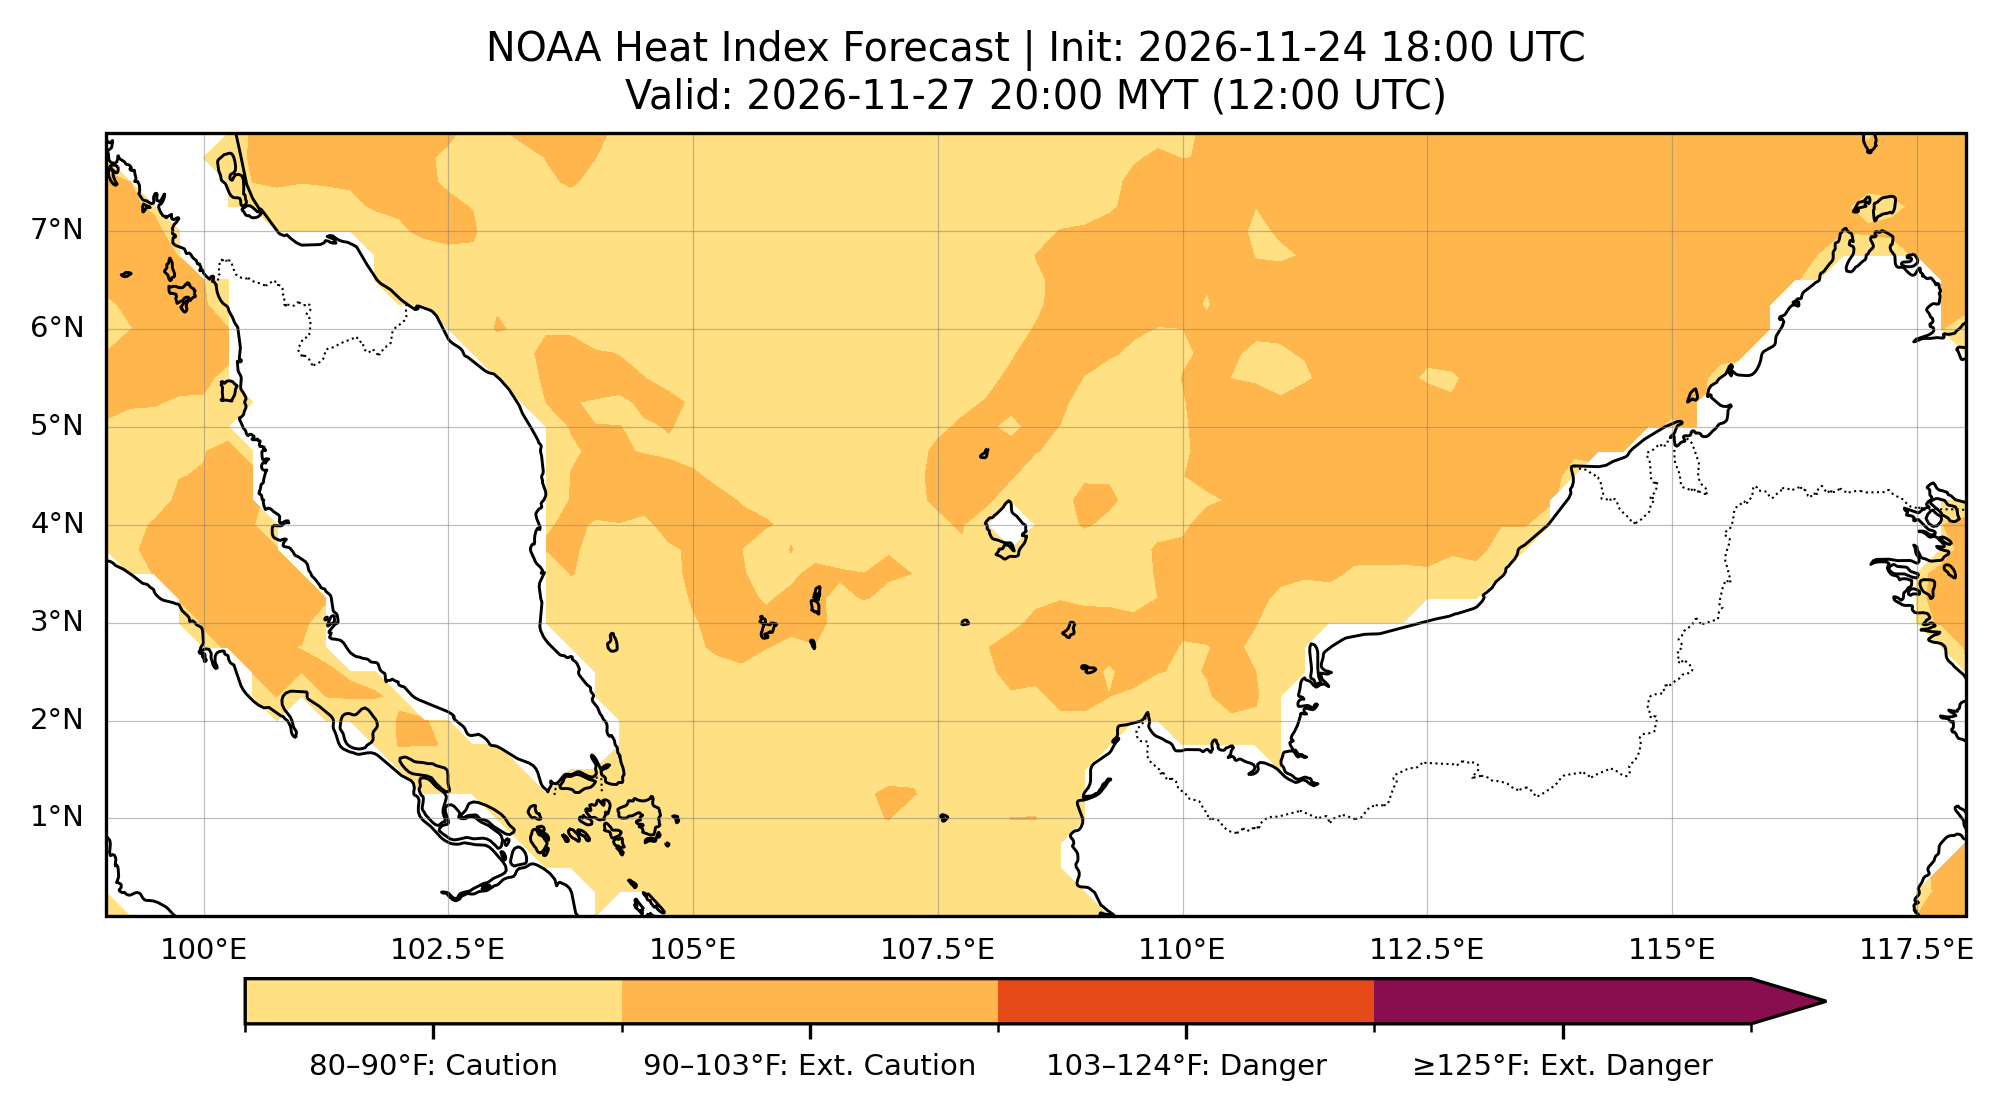 NOAA Heat Index Forecast | Init: 2026-11-24 18:00 UTC
Valid: 2026-11-27 20:00 MYT (12:00 UTC)
7°N
6°N
5°N
4°N
3°N
2°N
1°N
100°E
102.5°E
105°E
107.5°E
110°E
112.5°E
115°E
117.5°E
80–90°F: Caution
90–103°F: Ext. Caution
103–124°F: Danger
≥125°F: Ext. Danger